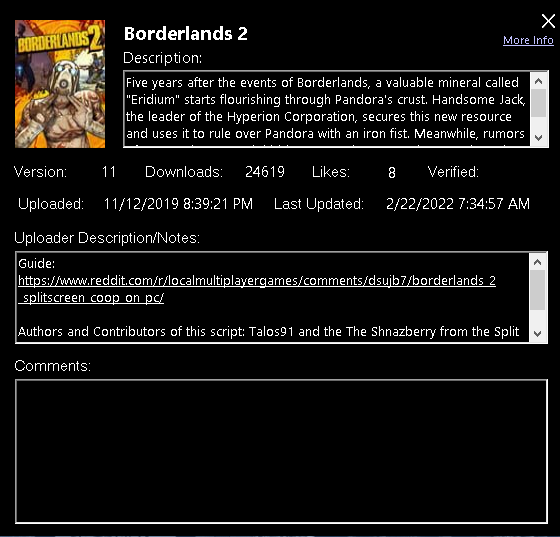 BORDERLANDS 2
Borderlands 2
More Info
Description:
Five years after the events of Borderlands, a valuable mineral called
"Eridium" starts flourishing through Pandora's crust. Handsome Jack,
the leader of the Hyperion Corporation, secures this new resource
and uses it to rule over Pandora with an iron fist. Meanwhile, rumors
Version: 11 Downloads: 24619 Likes: 8 Verified:
Uploaded: 11/12/2019 8:39:21 PM Last Updated: 2/22/2022 7:34:57 AM
Uploader Description/Notes:
Guide:
https://www.reddit.com/r/localmultiplayergames/comments/dsujb7/borderlands_2
_splitscreen_coop_on_pc/
Authors and Contributors of this script: Talos91 and the The Shnazberry from the Split
Comments: